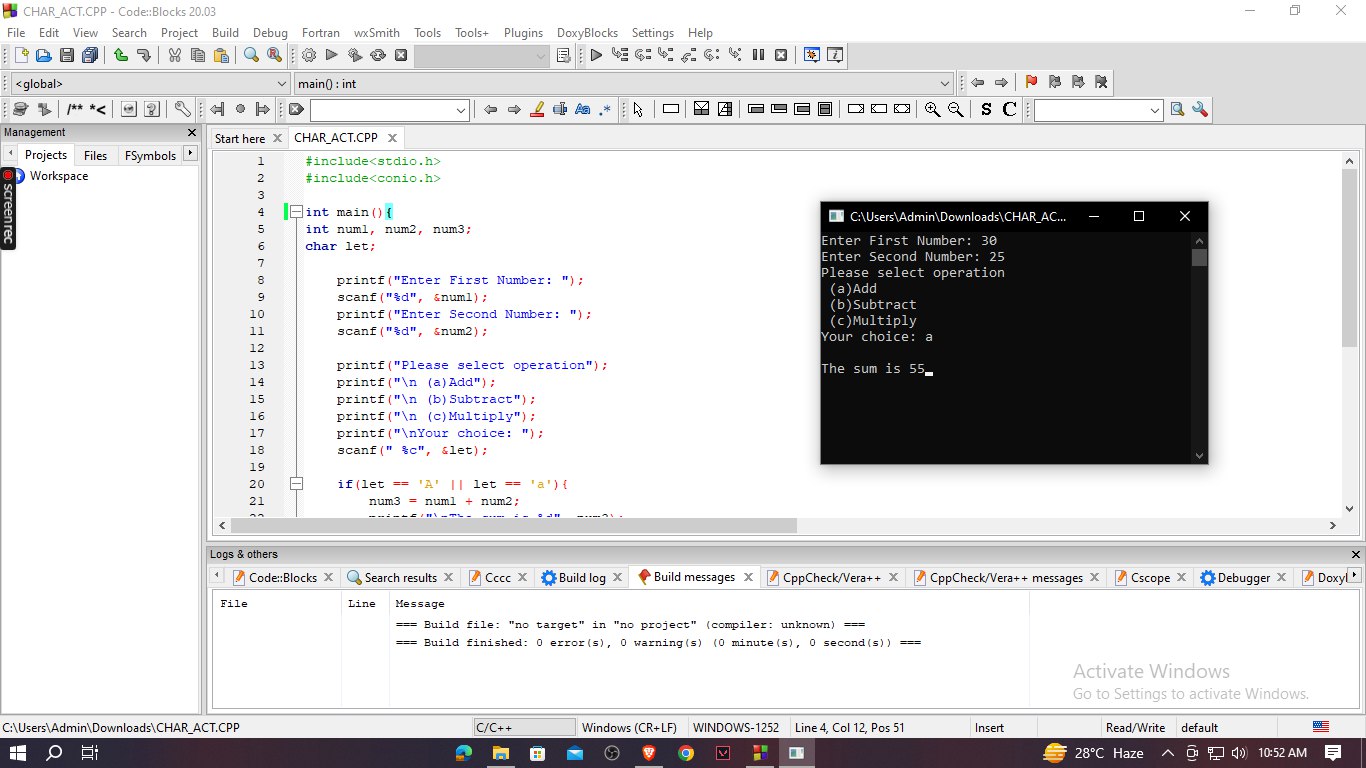 CHAR_ACT.CPP - Code::Blocks 20.03
File Edit View Search Project Build Debug Fortran wxSmith Tools Tools+ Plugins DoxyBlocks Settings Help
<global>
main() : int
/** *<
Aa .* S C
Management
Projects Files FSymbols
Workspace
screenrec
Start here CHAR_ACT.CPP
1 #include<stdio.h>
2 #include<conio.h>
3
4 int main(){
5 int num1, num2, num3;
6 char let;
7
8 printf("Enter First Number: ");
9 scanf("%d", &num1);
10 printf("Enter Second Number: ");
11 scanf("%d", &num2);
12
13 printf("Please select operation");
14 printf("\n (a)Add");
15 printf("\n (b)Subtract");
16 printf("\n (c)Multiply");
17 printf("\nYour choice: ");
18 scanf(" %c", &let);
19
20 if(let == 'A' || let == 'a'){
21 num3 = num1 + num2;
C:\Users\Admin\Downloads\CHAR_AC...
Enter First Number: 30
Enter Second Number: 25
Please select operation
(a)Add
(b)Subtract
(c)Multiply
Your choice: a
The sum is 55
Logs & others
Code::Blocks Search results Cccc Build log Build messages CppCheck/Vera++ CppCheck/Vera++ messages Cscope Debugger Doxyl
File Line Message
=== Build file: "no target" in "no project" (compiler: unknown) ===
=== Build finished: 0 error(s), 0 warning(s) (0 minute(s), 0 second(s)) ===
Activate Windows
Go to Settings to activate Windows.
C:\Users\Admin\Downloads\CHAR_ACT.CPP C/C++ Windows (CR+LF) WINDOWS-1252 Line 4, Col 12, Pos 51 Insert Read/Write default
28°C Haze 10:52 AM